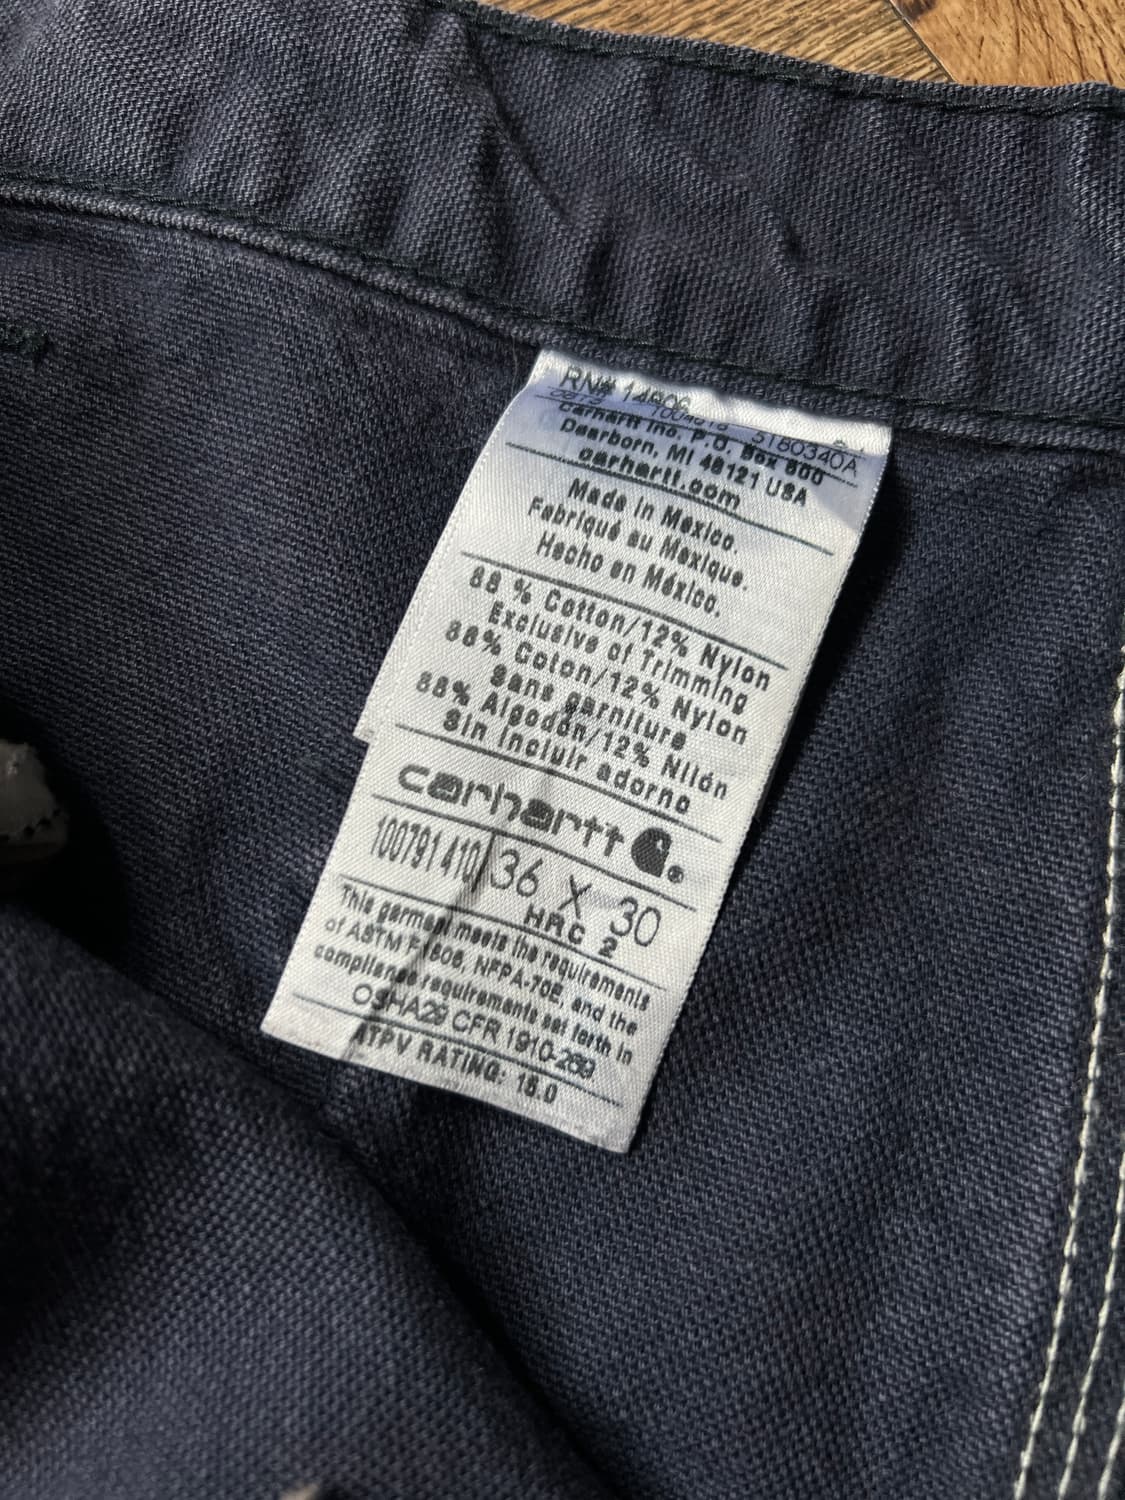 RN# 14806
5180340A
Carhartt Inc. P.O. Box 600
Dearborn, MI 48121 USA
carhartt.com
Made in Mexico.
Fabriqué au Mexique.
Hecho en México.
88 % Cotton/12% Nylon
Exclusive of Trimming
88% Coton/12% Nylon
Sans garniture
88% Algodón/12% Nilón
Sin incluir adorno
carhartt
100791 410 36 X 30
HRC 2
This garment meets the requirements
of ASTM F1506, NFPA-70E, and the
compliance requirements set forth in
OSHA29 CFR 1910-269
ATPV RATING: